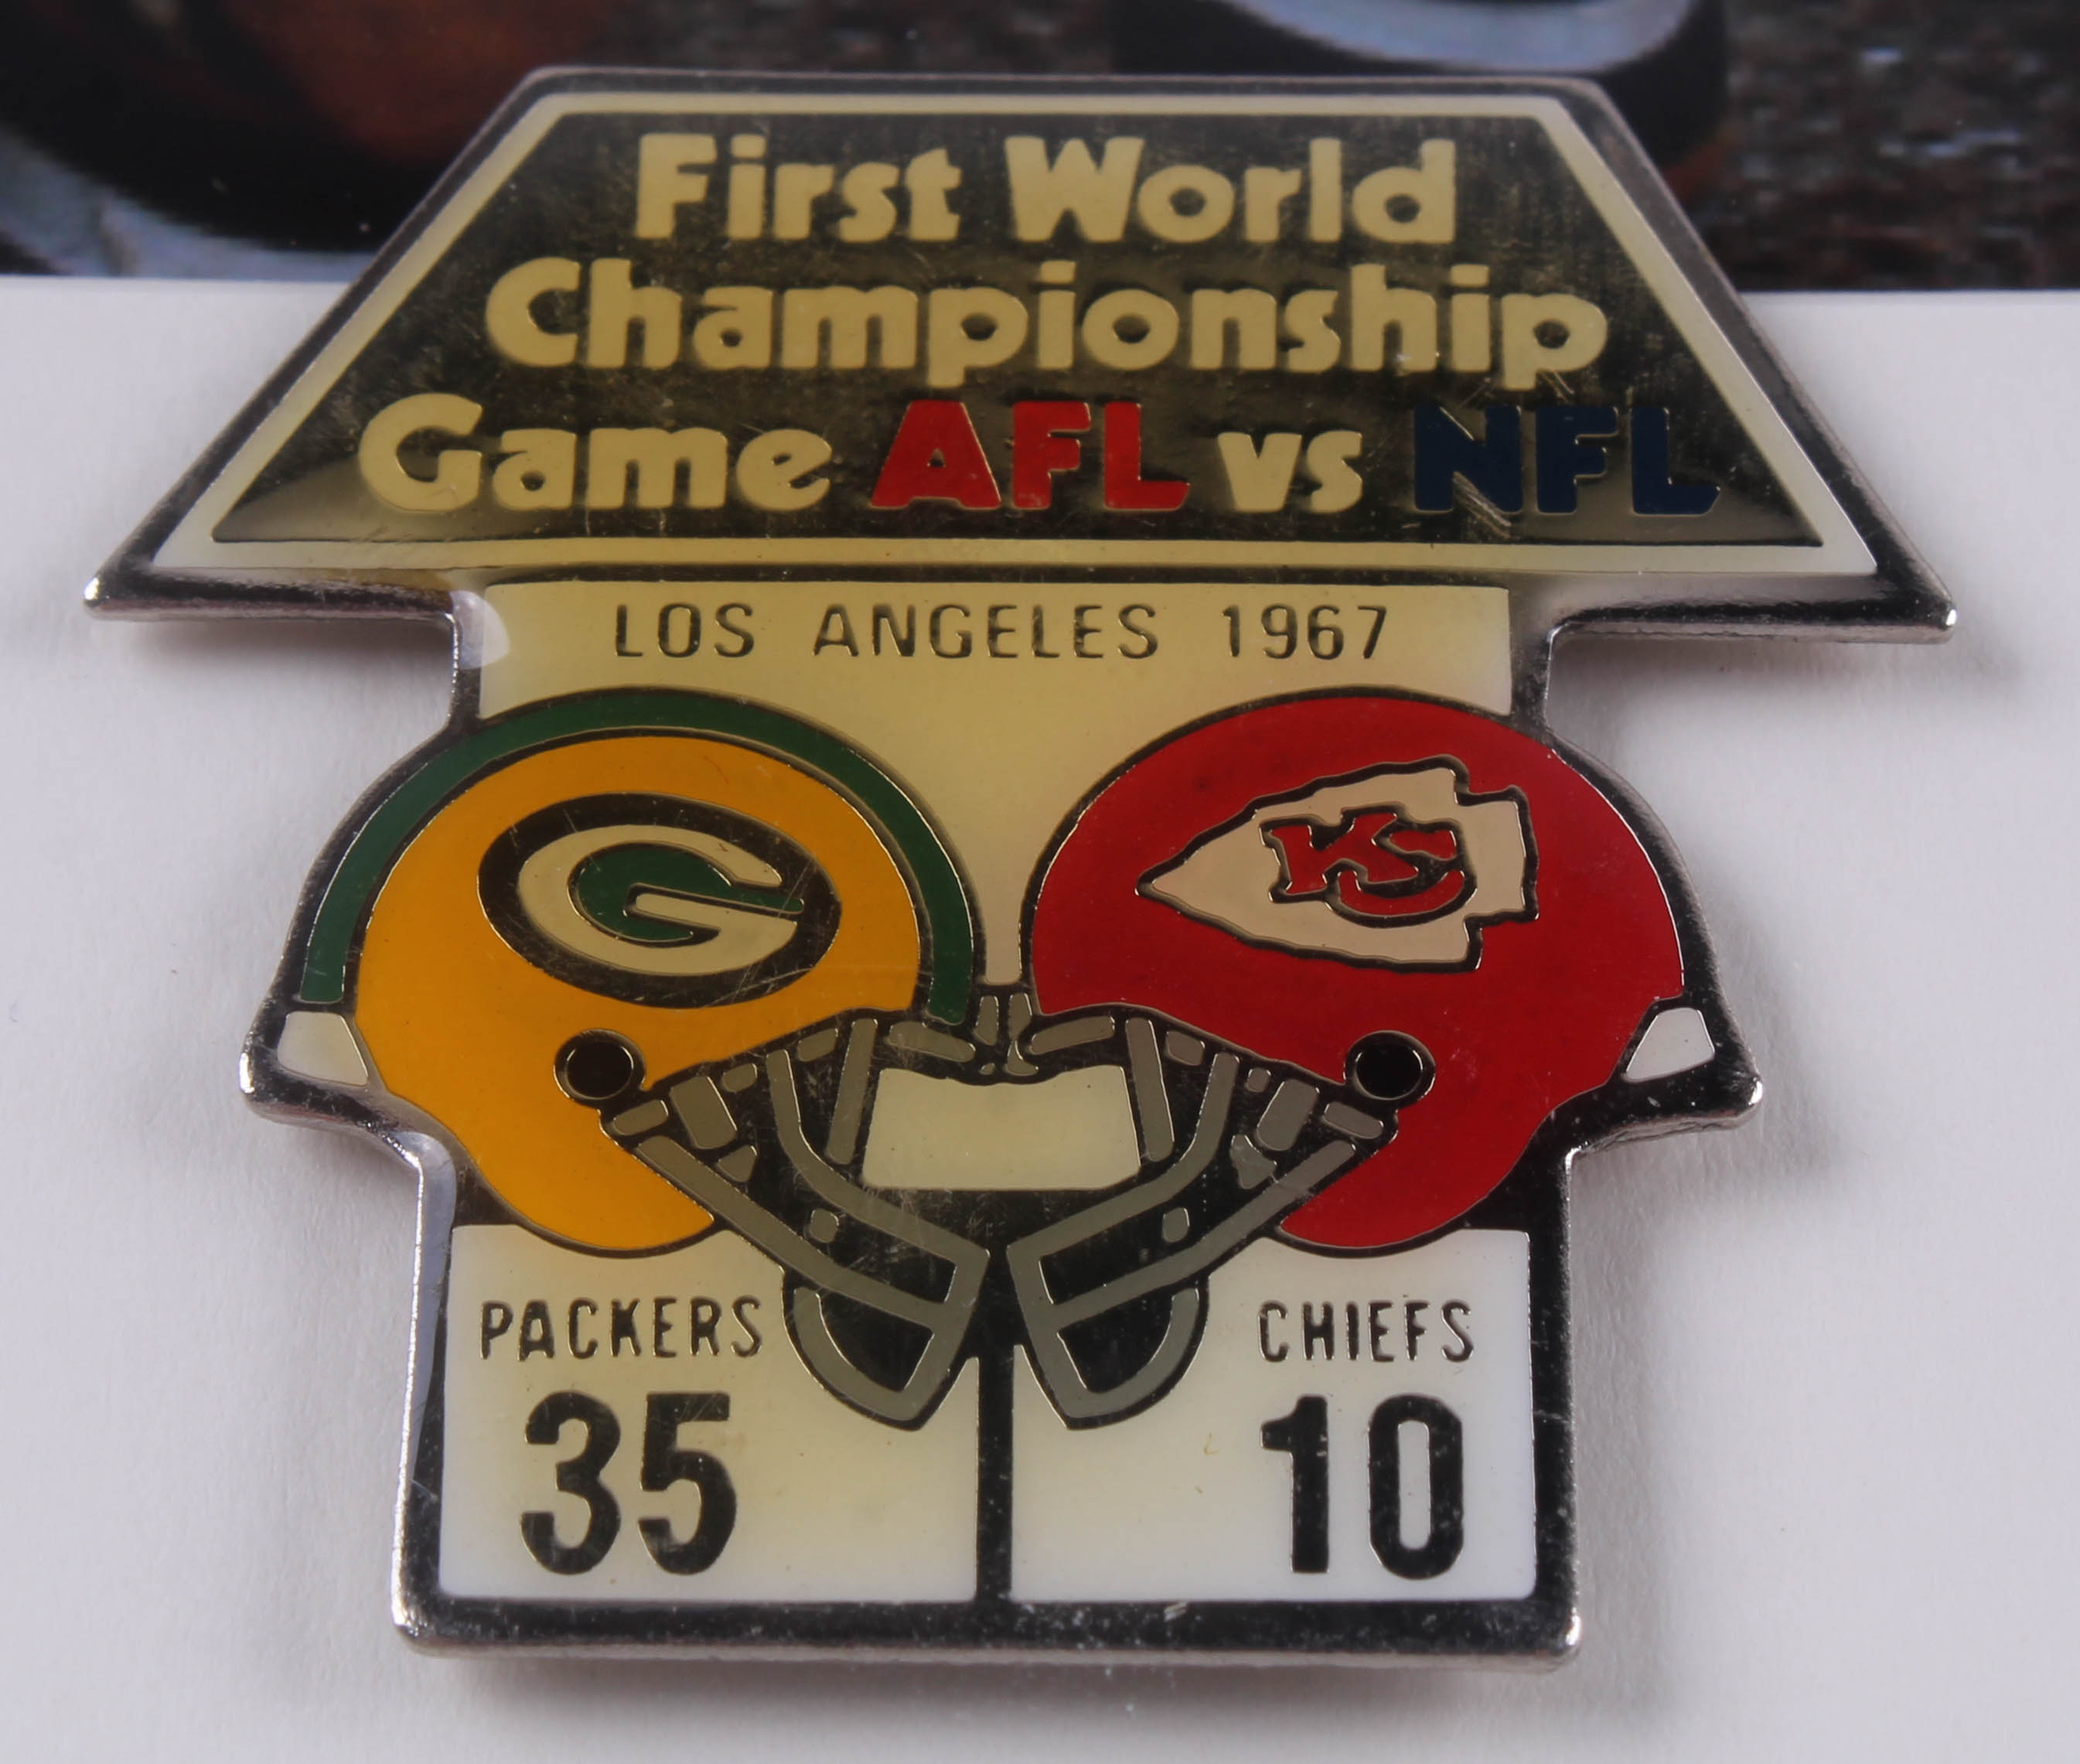 First World
Championship
Game AFL vs NFL
LOS ANGELES 1967
G
KC
PACKERS CHIEFS
35 10